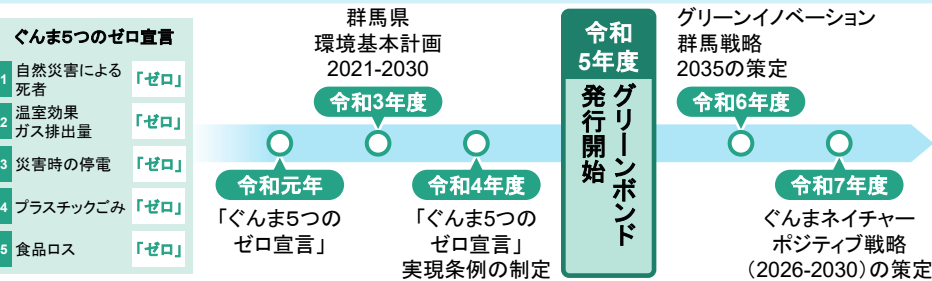 ぐんま5つのゼロ宣言
1 自然災害による
死者 「ゼロ」
2 温室効果
ガス排出量 「ゼロ」
3 災害時の停電 「ゼロ」
4 プラスチックごみ 「ゼロ」
5 食品ロス 「ゼロ」
令和元年
「ぐんま5つの
ゼロ宣言」
群馬県
環境基本計画
2021-2030
令和3年度
令和4年度
「ぐんま5つの
ゼロ宣言」
実現条例の制定
令和
5年度
グリーンボンド
発行開始
グリーンイノベーション
群馬戦略
2035の策定
令和6年度
令和7年度
ぐんまネイチャー
ポジティブ戦略
（2026-2030）の策定